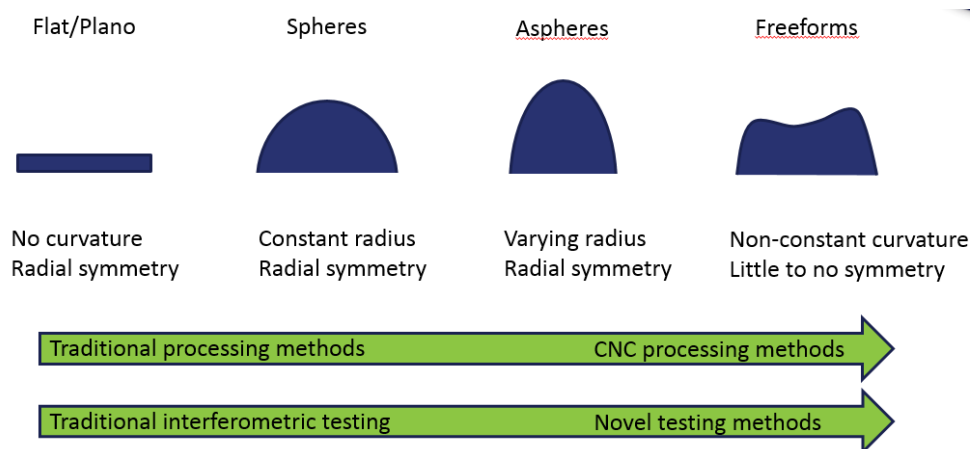 Flat/Plano
Spheres
Aspheres
Freeforms
No curvature
Radial symmetry
Constant radius
Radial symmetry
Varying radius
Radial symmetry
Non-constant curvature
Little to no symmetry
Traditional processing methods
CNC processing methods
Traditional interferometric testing
Novel testing methods